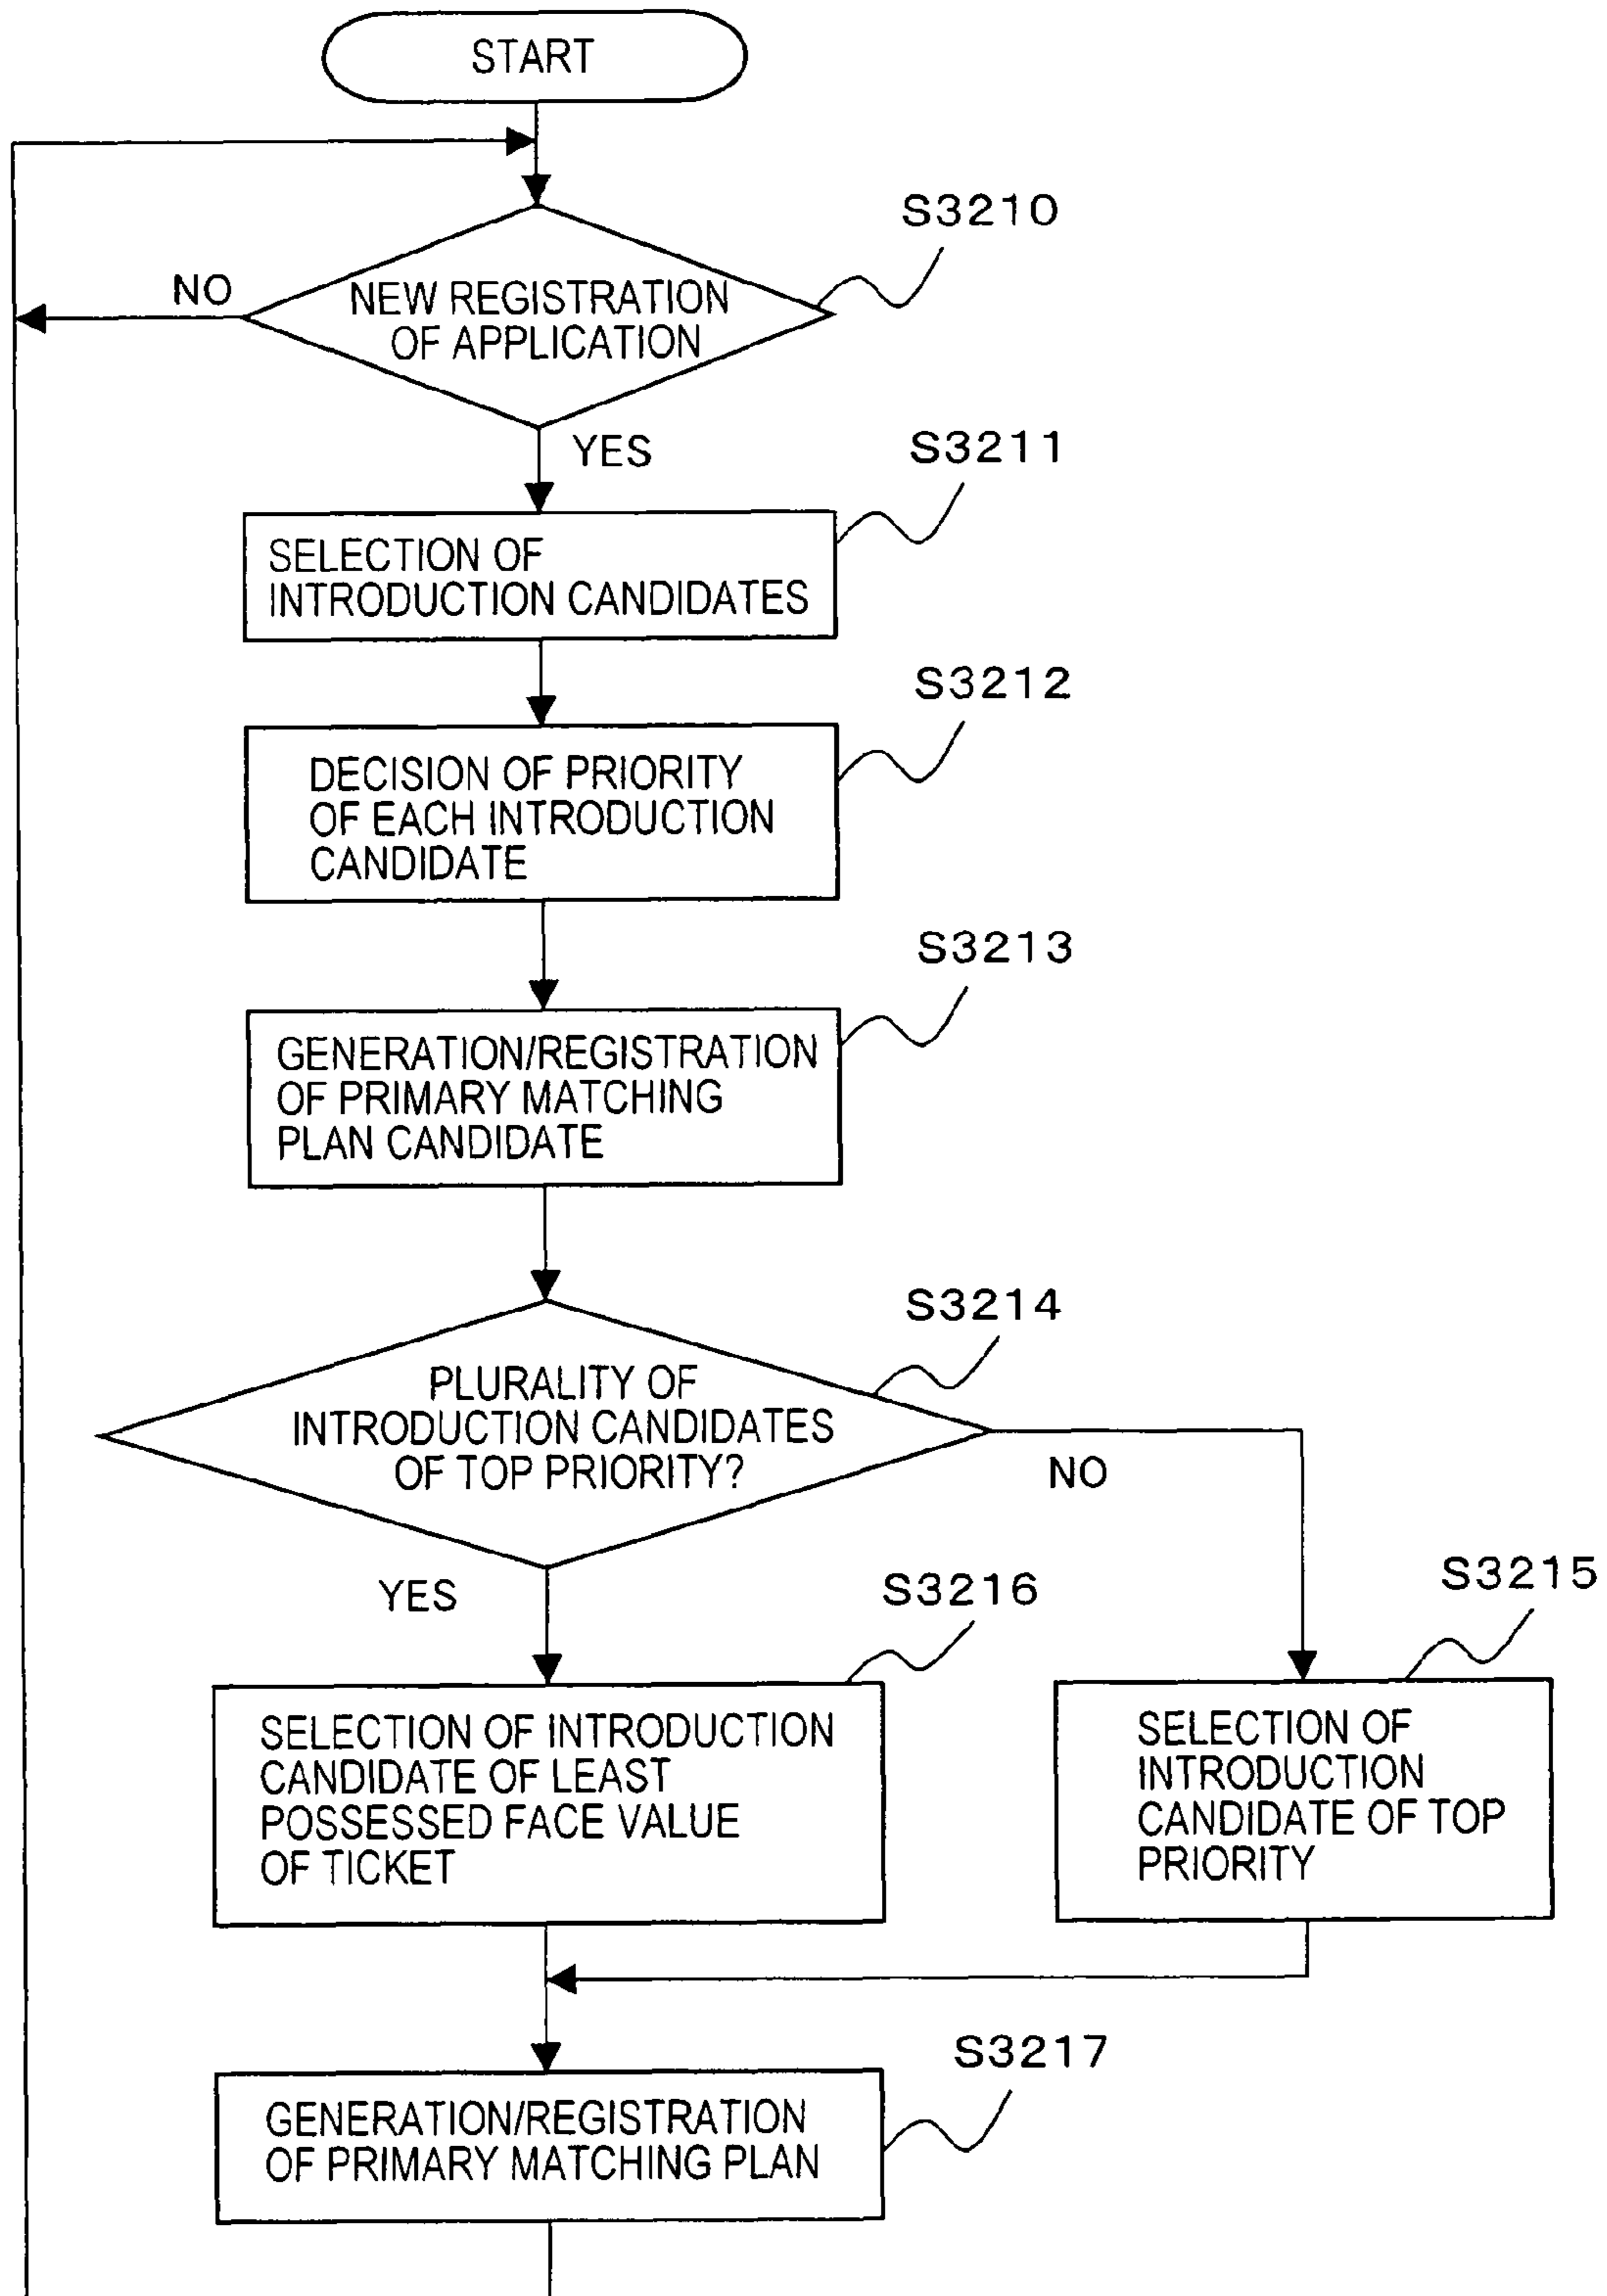 START
S3210
NO
NEW REGISTRATION
OF APPLICATION
YES
S3211
SELECTION OF
INTRODUCTION CANDIDATES
S3212
DECISION OF PRIORITY
OF EACH INTRODUCTION
CANDIDATE
S3213
GENERATION/REGISTRATION
OF PRIMARY MATCHING
PLAN CANDIDATE
S3214
PLURALITY OF
INTRODUCTION CANDIDATES
OF TOP PRIORITY?
NO
YES
S3216
S3215
SELECTION OF INTRODUCTION
CANDIDATE OF LEAST
POSSESSED FACE VALUE
OF TICKET
SELECTION OF
INTRODUCTION
CANDIDATE OF TOP
PRIORITY
S3217
GENERATION/REGISTRATION
OF PRIMARY MATCHING PLAN